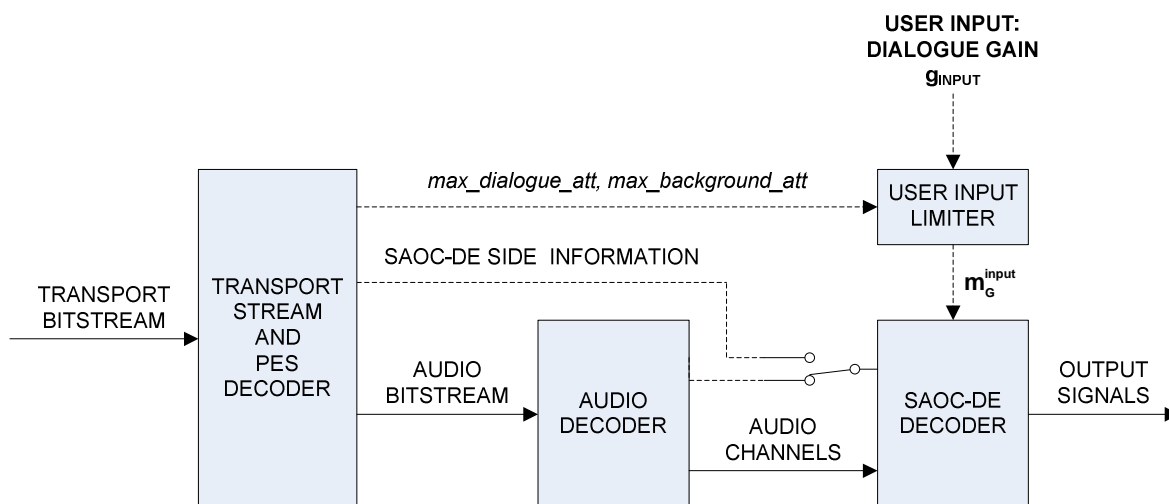 USER INPUT:
DIALOGUE GAIN
gINPUT
max_dialogue_att, max_background_att
USER INPUT
LIMITER
SAOC-DE SIDE INFORMATION
mGinput
TRANSPORT
BITSTREAM
TRANSPORT
STREAM
AND
PES
DECODER
AUDIO
BITSTREAM
AUDIO
DECODER
AUDIO
CHANNELS
SAOC-DE
DECODER
OUTPUT
SIGNALS